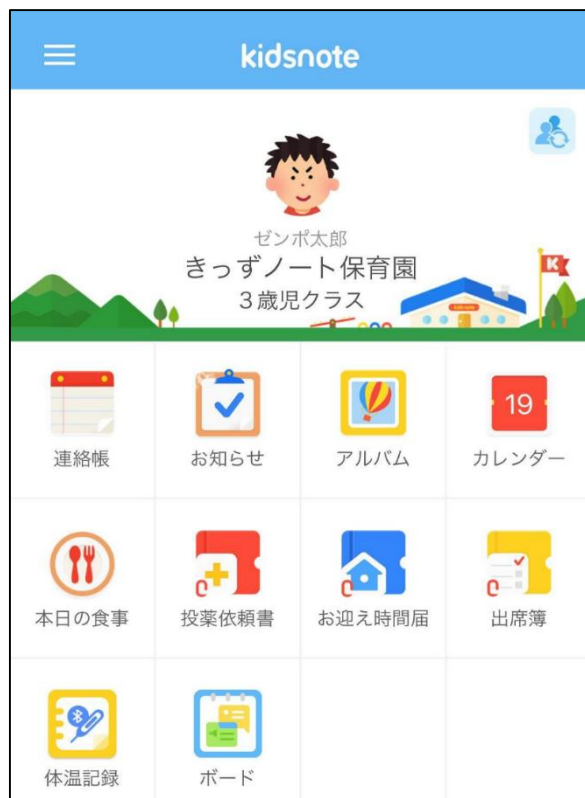 kidsnote
ゼンポ太郎
きっずノート保育園
3歳児クラス
K
連絡帳
お知らせ
アルバム
19
カレンダー
本日の食事
投薬依頼書
お迎え時間届
出席簿
体温記録
ボード